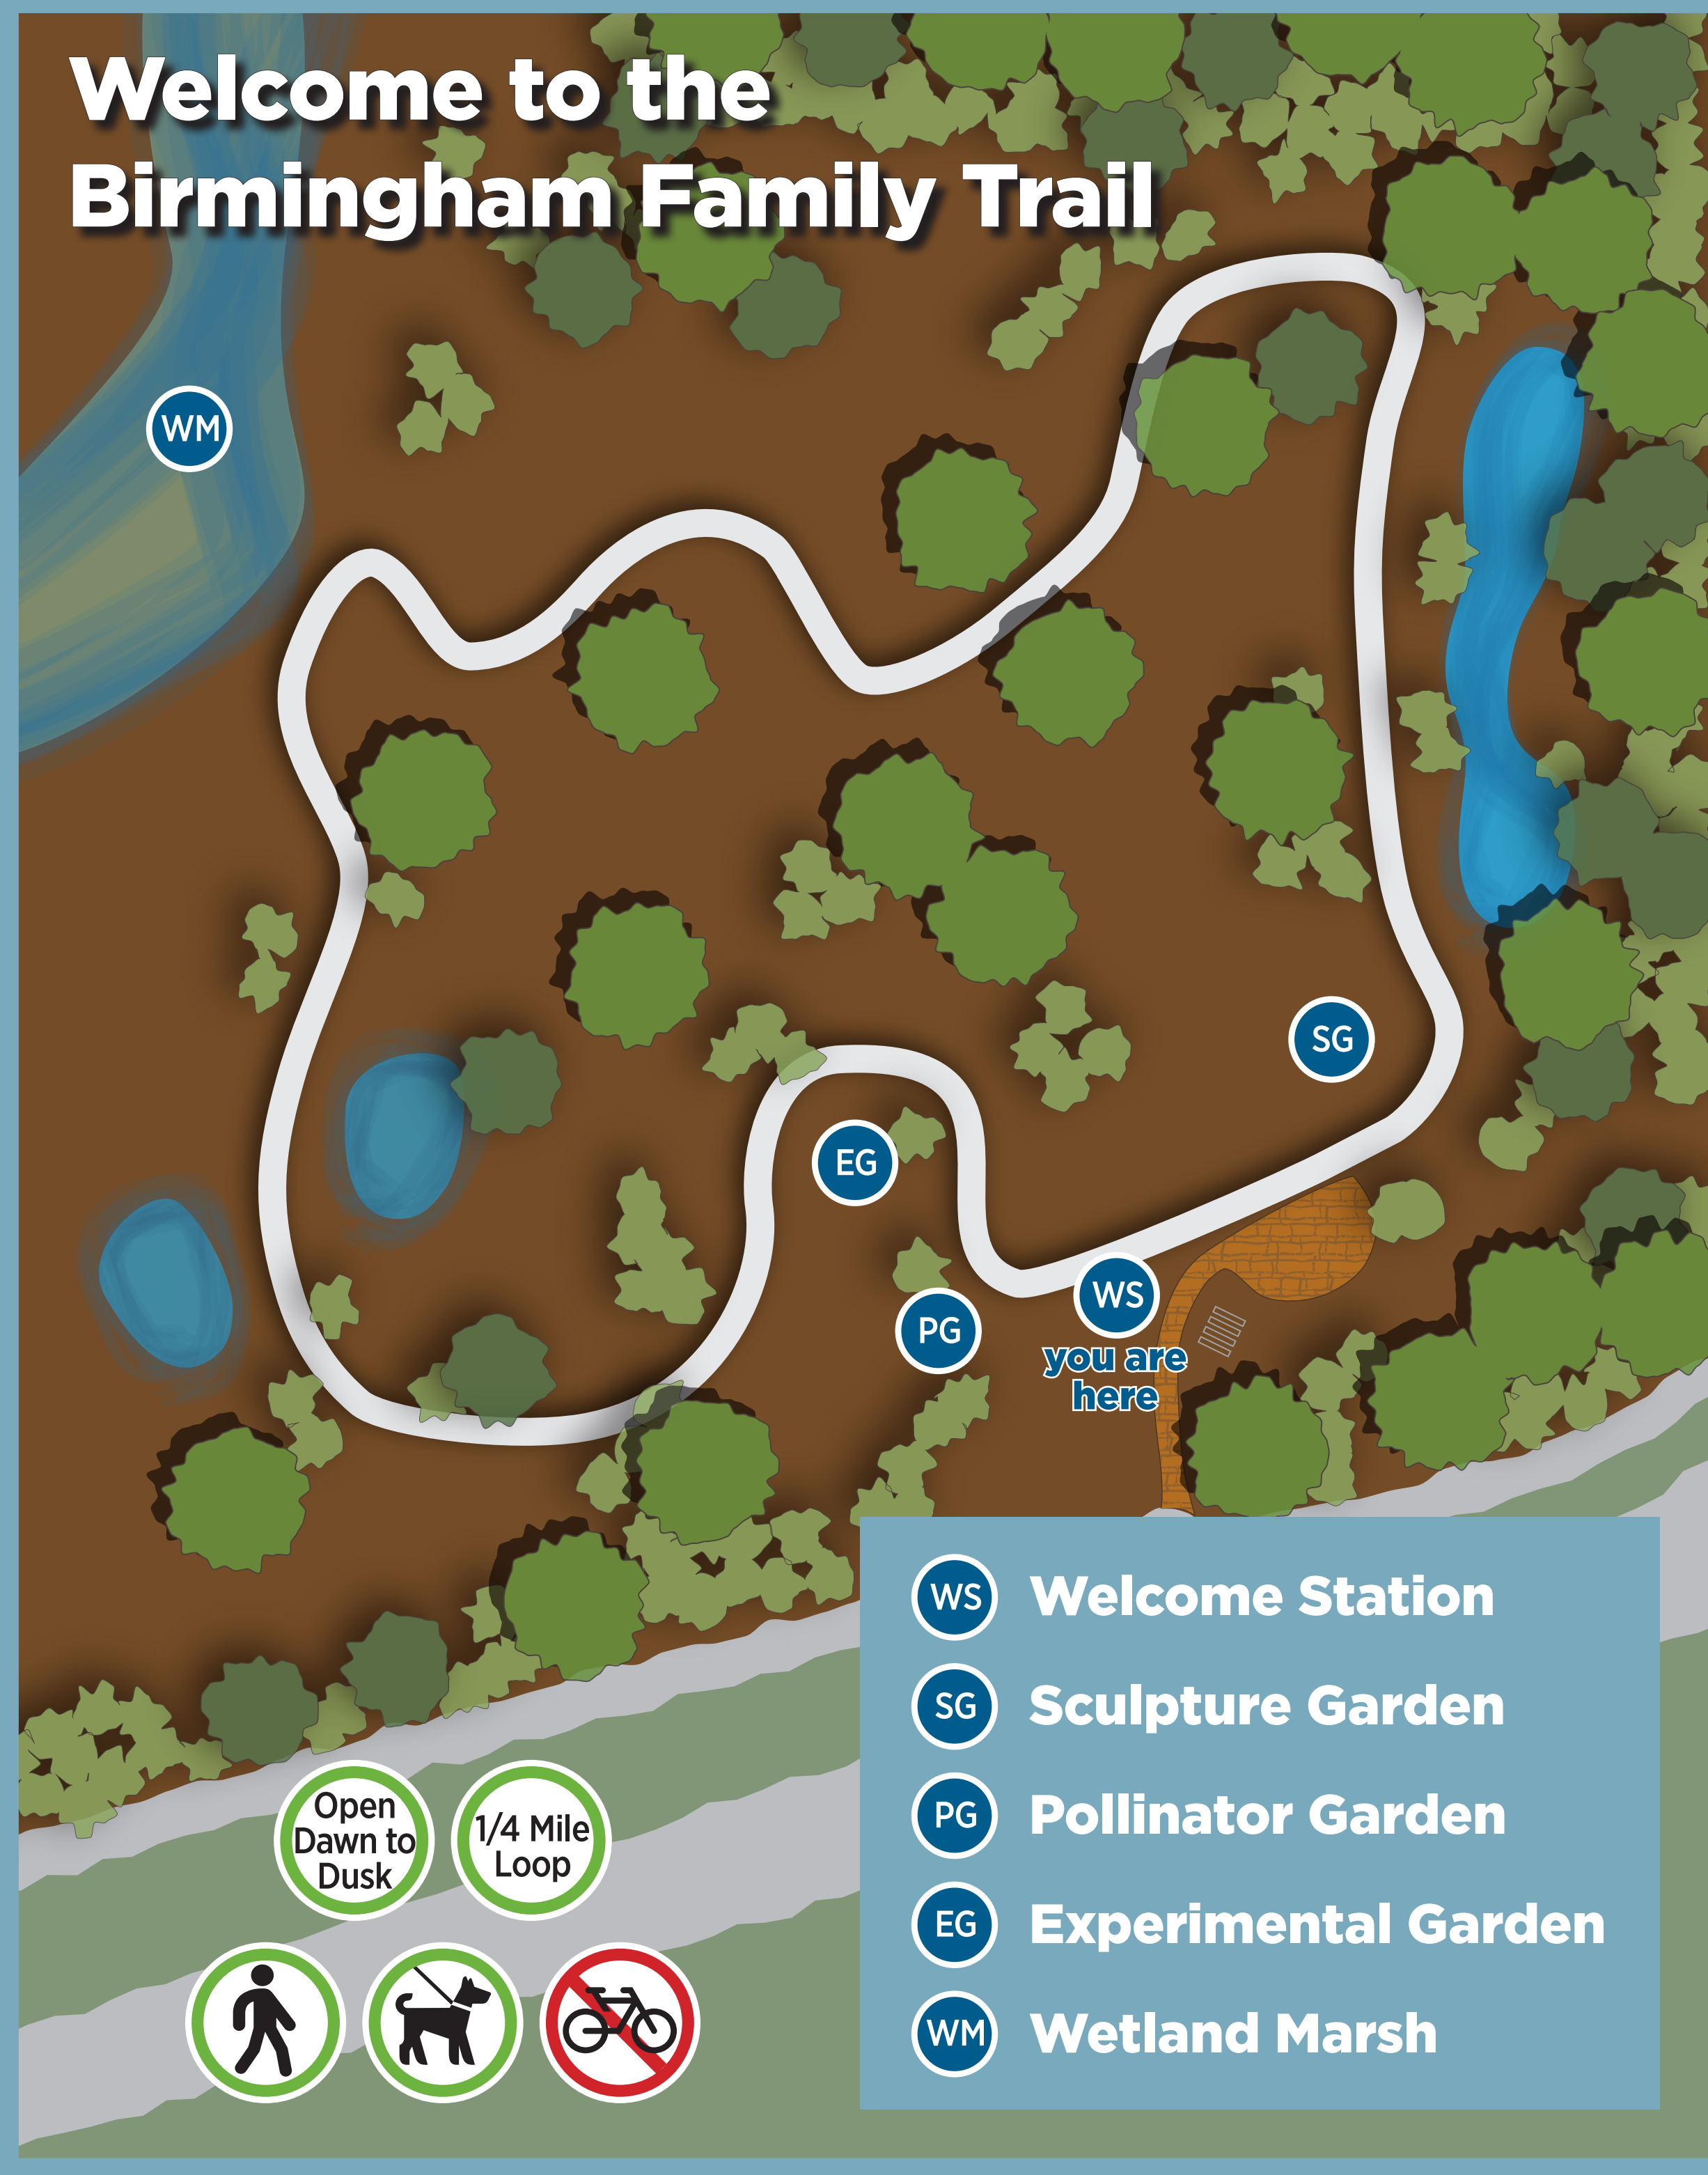 Welcome to the
Birmingham Family Trail
WM
SG
EG
WS
PG
you are
here
WS Welcome Station
SG Sculpture Garden
PG Pollinator Garden
EG Experimental Garden
WM Wetland Marsh
Open
Dawn to
Dusk
1/4 Mile
Loop